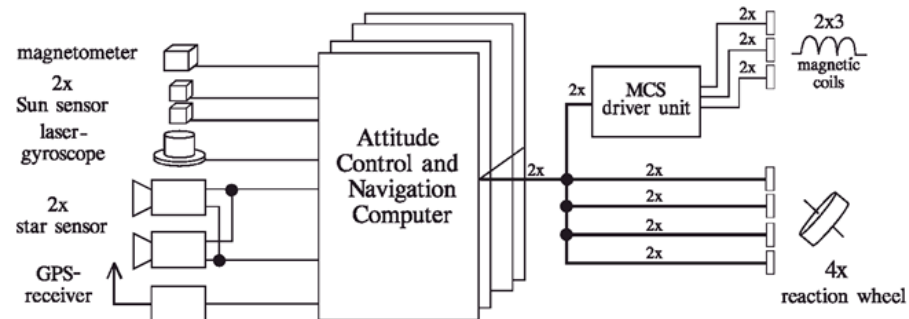 magnetometer
2x
Sun sensor
laser-
gyroscope
2x
star sensor
GPS-
receiver
Attitude
Control and
Navigation
Computer
2x
2x
MCS
driver unit
2x
2x
2x
2x3
magnetic
coils
2x
2x
2x
2x
4x
reaction wheel